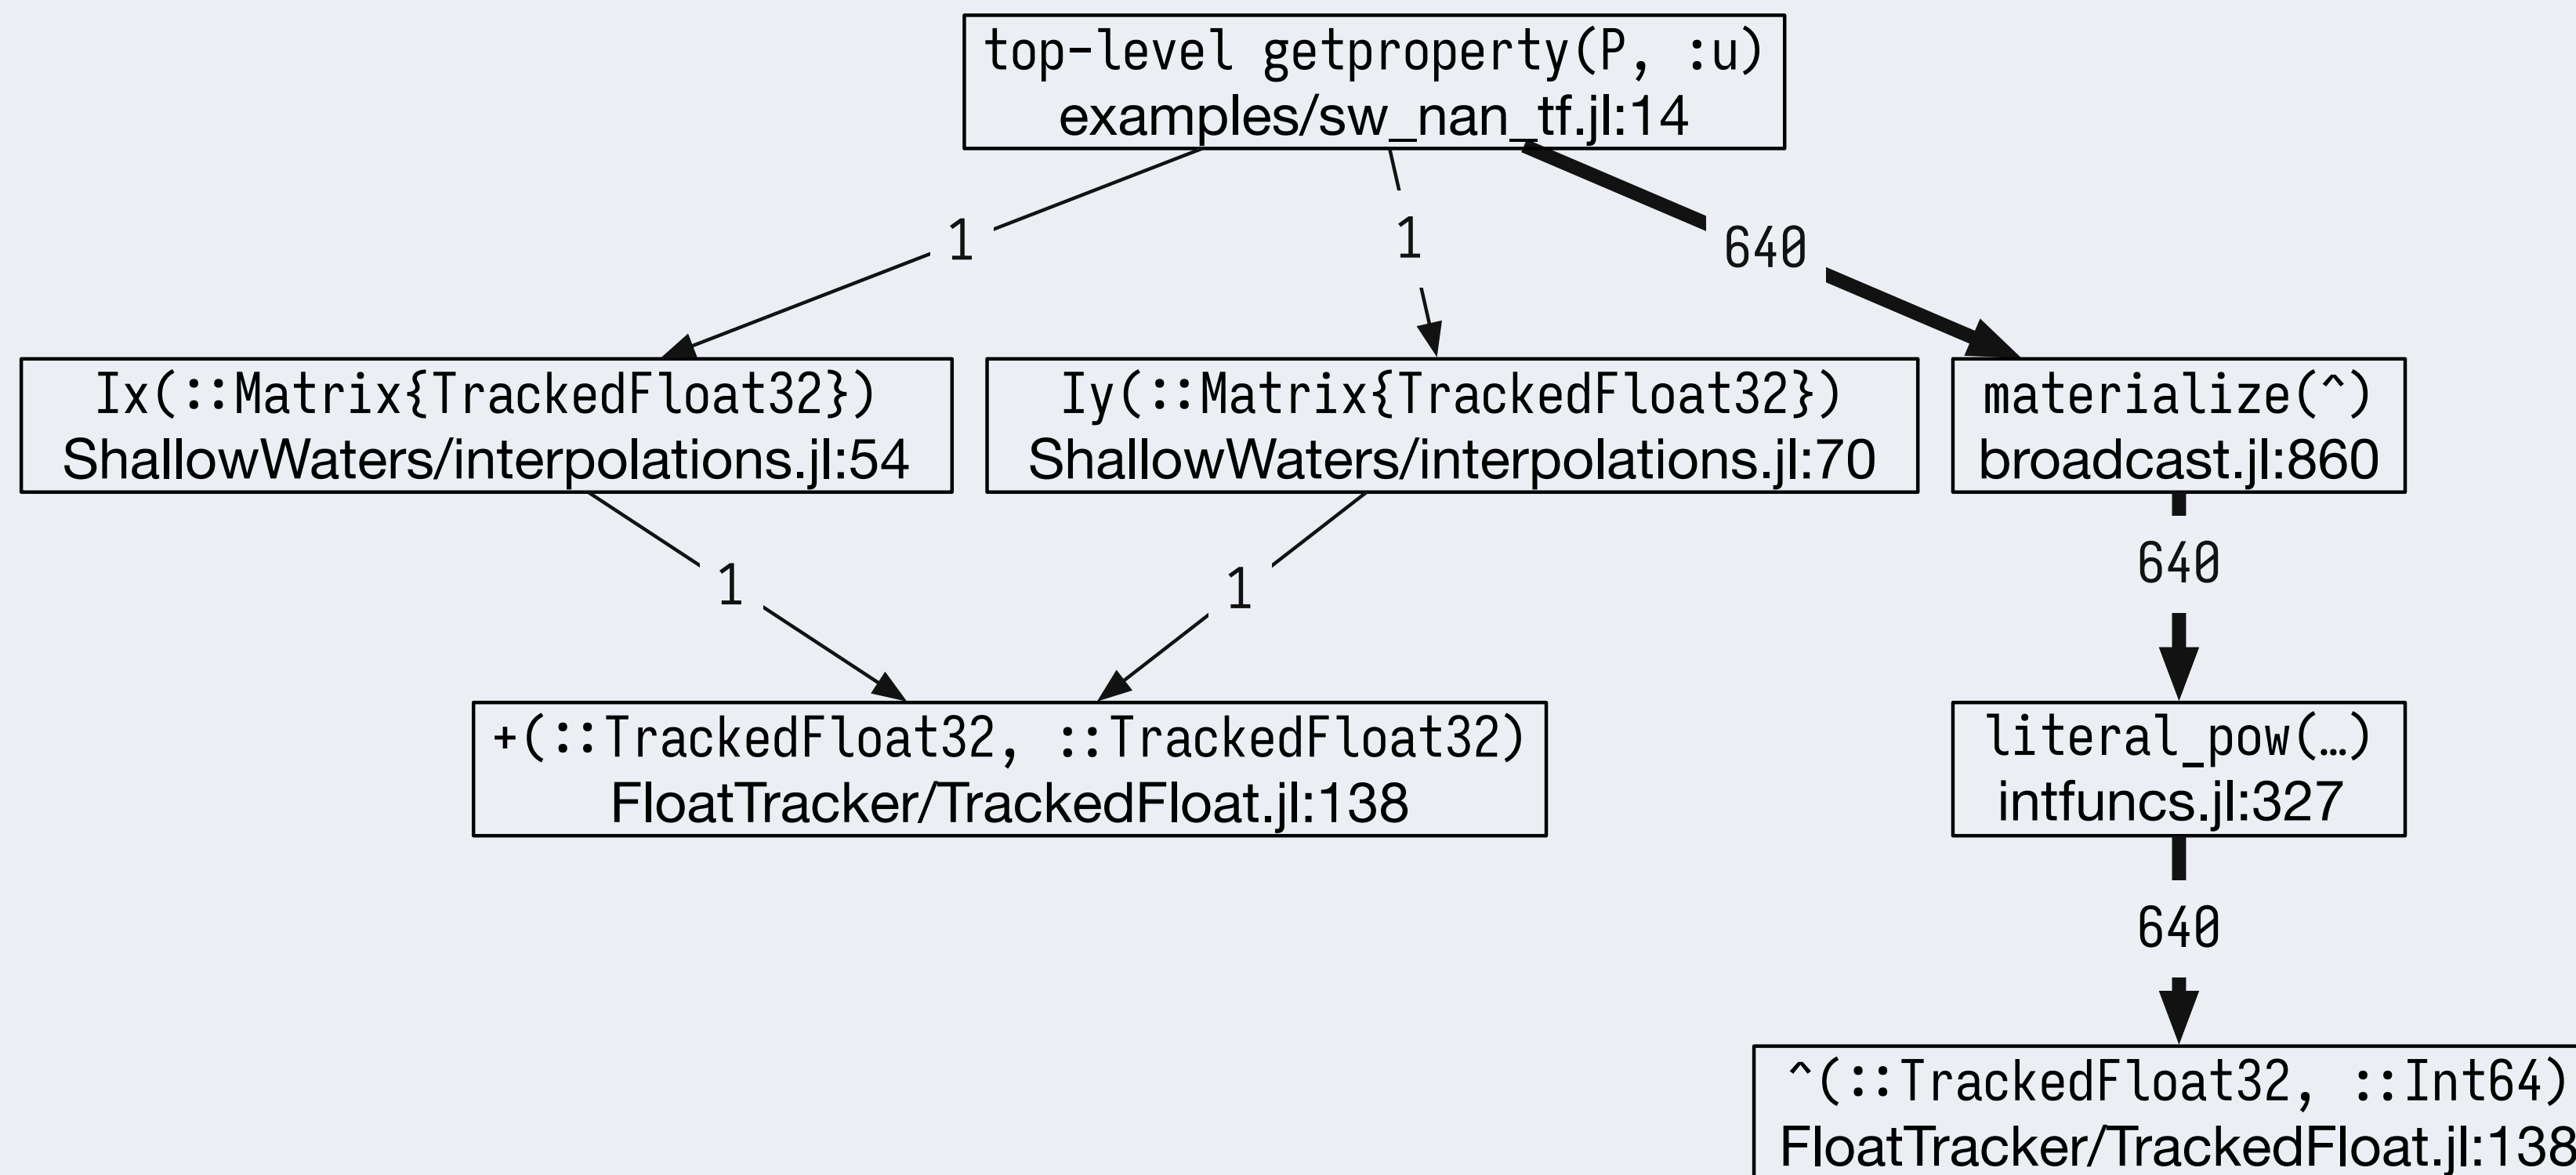 top-level getproperty(P, :u)
examples/sw_nan_tf.jl:14
1
1
640
Ix(::Matrix{TrackedFloat32})
ShallowWaters/interpolations.jl:54
Iy(::Matrix{TrackedFloat32})
ShallowWaters/interpolations.jl:70
materialize(^)
broadcast.jl:860
1
1
640
+(::TrackedFloat32, ::TrackedFloat32)
FloatTracker/TrackedFloat.jl:138
literal_pow(…)
intfuncs.jl:327
640
^(::TrackedFloat32, ::Int64)
FloatTracker/TrackedFloat.jl:138